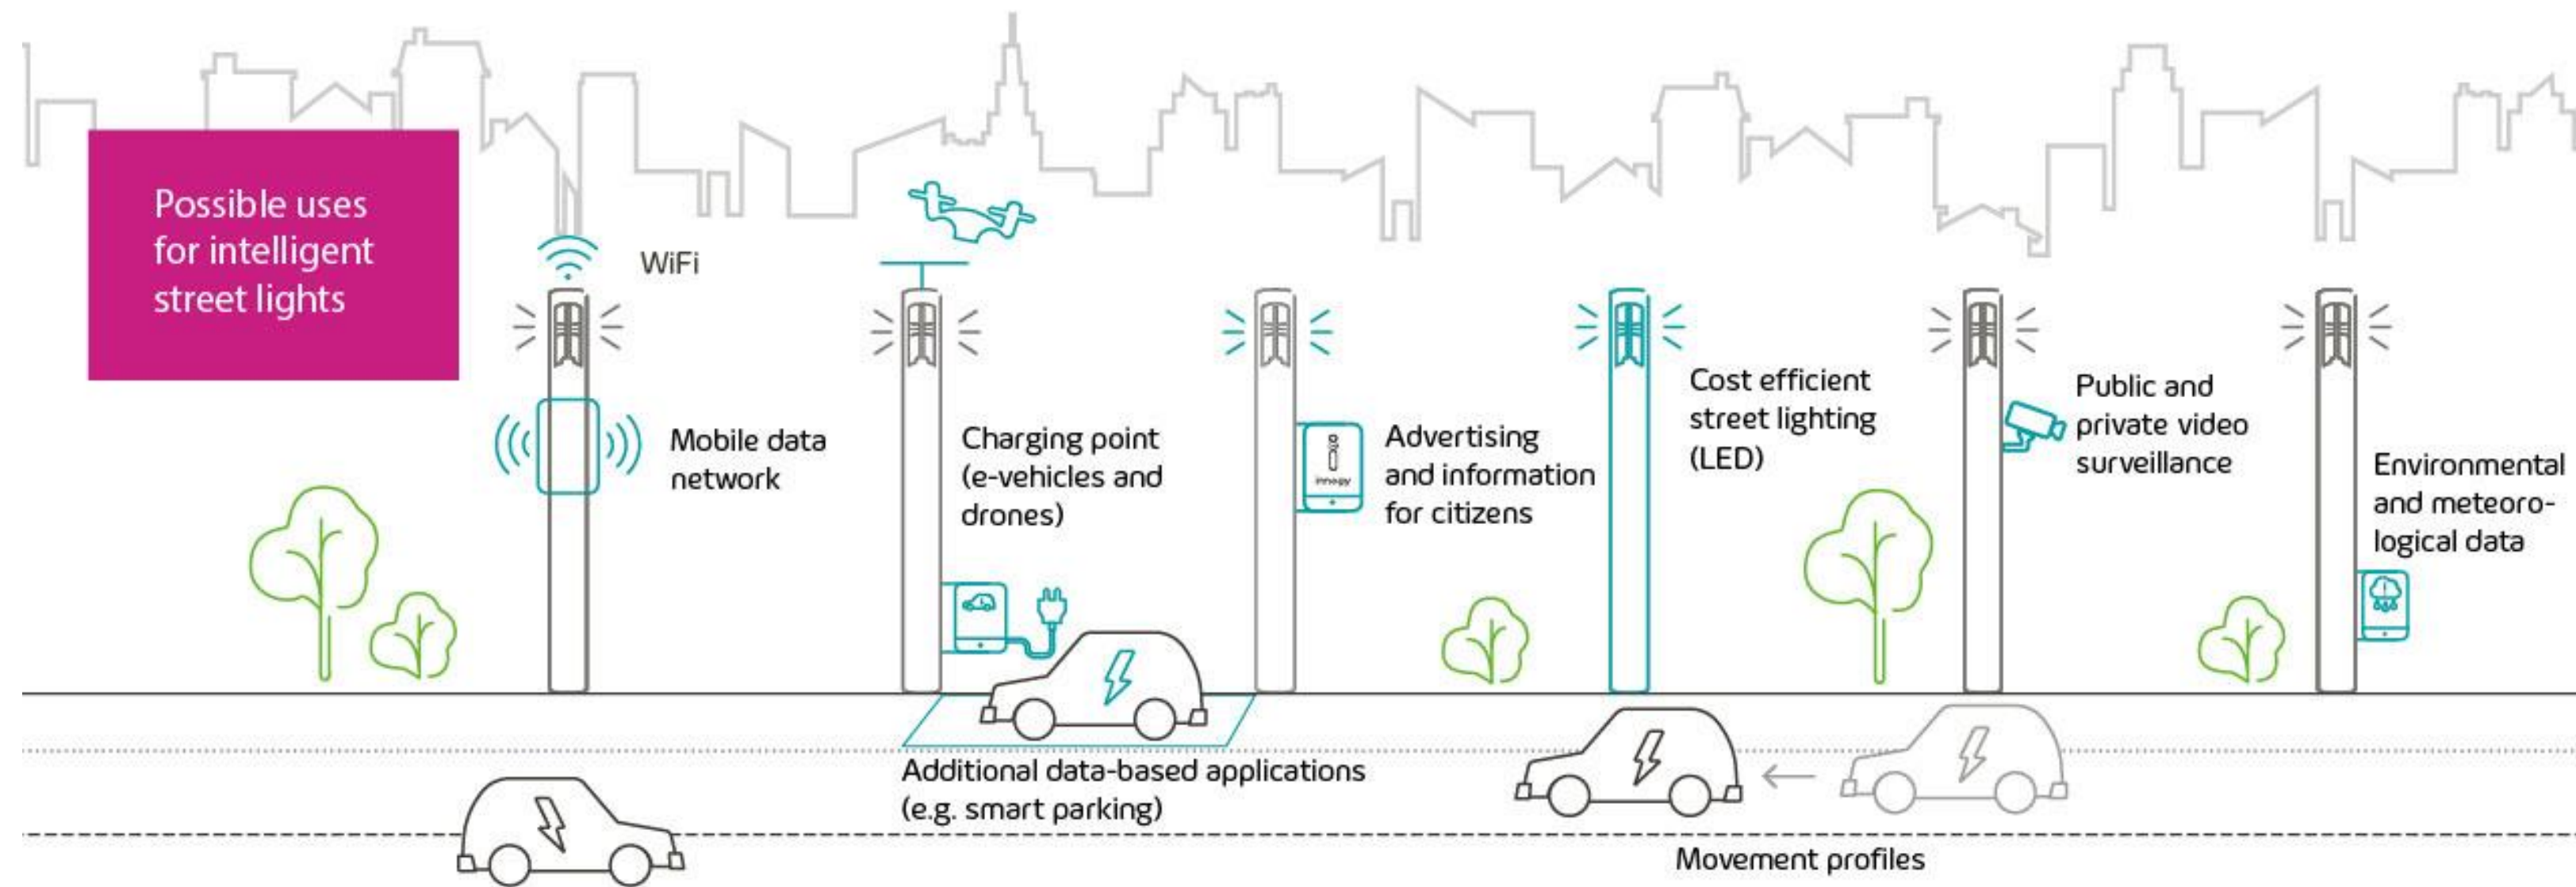 Possible uses
for intelligent
street lights
WiFi
Mobile data
network
Charging point
(e-vehicles and
drones)
Advertising
and information
for citizens
innogy
Cost efficient
street lighting
(LED)
Public and
private video
surveillance
Environmental
and meteoro-
logical data
Additional data-based applications
(e.g. smart parking)
Movement profiles